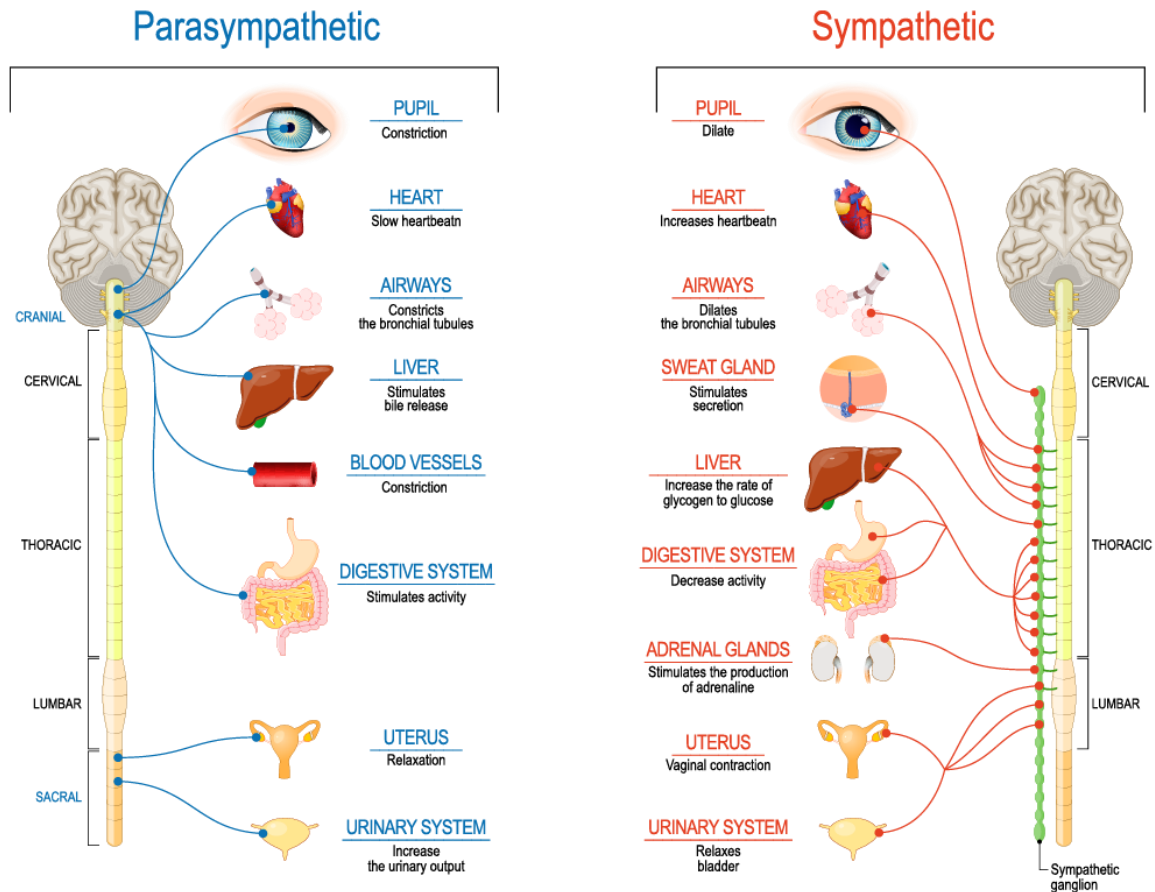 Parasympathetic
PUPIL
Constriction
HEART
Slow heartbeatn
AIRWAYS
Constricts
the bronchial tubules
LIVER
Stimulates
bile release
BLOOD VESSELS
Constriction
DIGESTIVE SYSTEM
Stimulates activity
UTERUS
Relaxation
URINARY SYSTEM
Increase
the urinary output
CRANIAL
CERVICAL
THORACIC
LUMBAR
SACRAL
Sympathetic
PUPIL
Dilate
HEART
Increases heartbeatn
AIRWAYS
Dilates
the bronchial tubules
SWEAT GLAND
Stimulates
secretion
LIVER
Increase the rate of
glycogen to glucose
DIGESTIVE SYSTEM
Decrease activity
ADRENAL GLANDS
Stimulates the production
of adrenaline
UTERUS
Vaginal contraction
URINARY SYSTEM
Relaxes
bladder
CERVICAL
THORACIC
LUMBAR
Sympathetic
ganglion